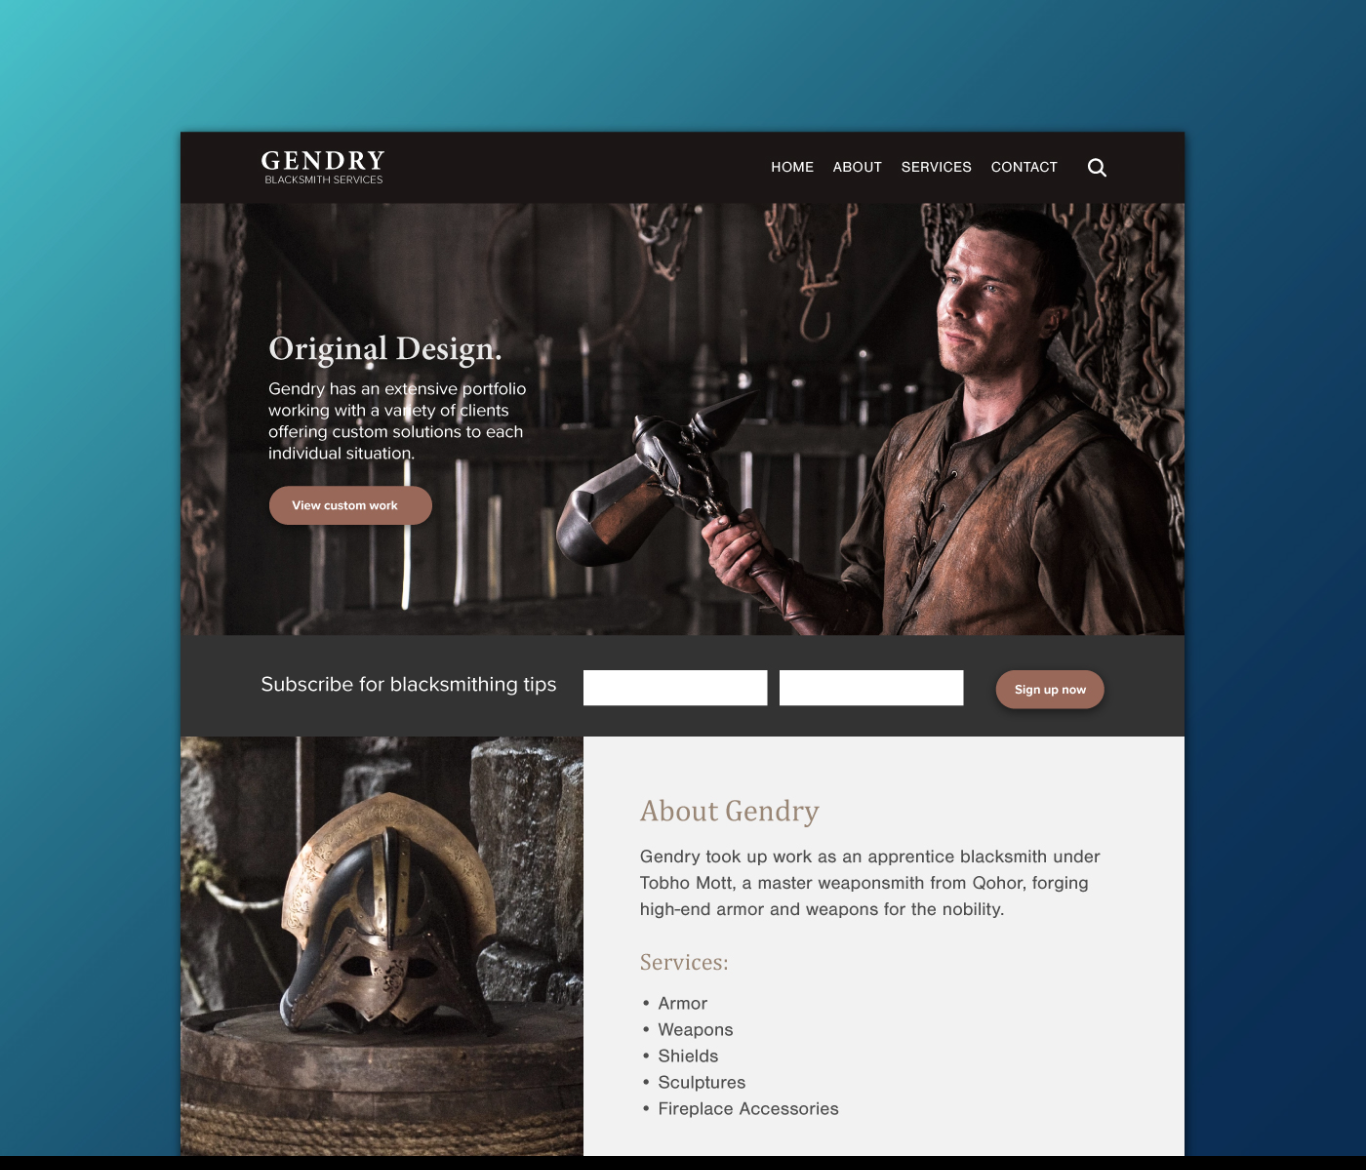 GENDRY
BLACKSMITH SERVICES
HOME ABOUT SERVICES CONTACT
Original Design.
Gendry has an extensive portfolio
working with a variety of clients
offering custom solutions to each
individual situation.
View custom work
Subscribe for blacksmithing tips
Sign up now
About Gendry
Gendry took up work as an apprentice blacksmith under
Tobho Mott, a master weaponsmith from Qohor, forging
high-end armor and weapons for the nobility.
Services:
• Armor
• Weapons
• Shields
• Sculptures
• Fireplace Accessories